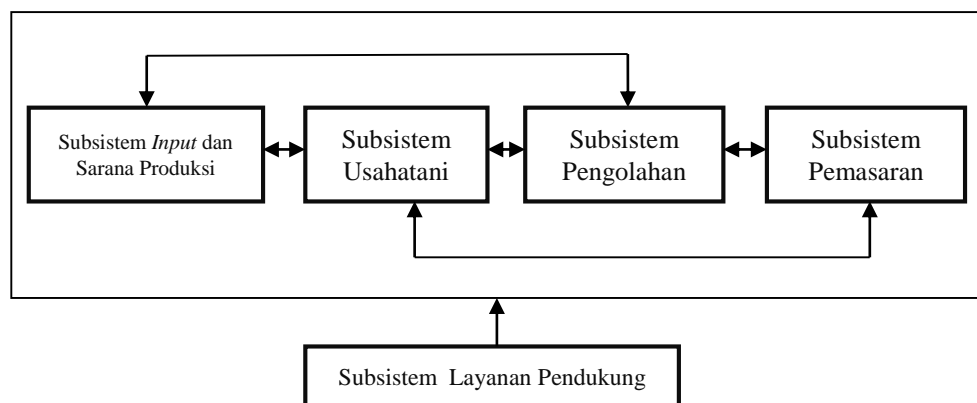 Subsistem Input dan
Sarana Produksi
Subsistem
Usahatani
Subsistem
Pengolahan
Subsistem
Pemasaran
Subsistem Layanan Pendukung